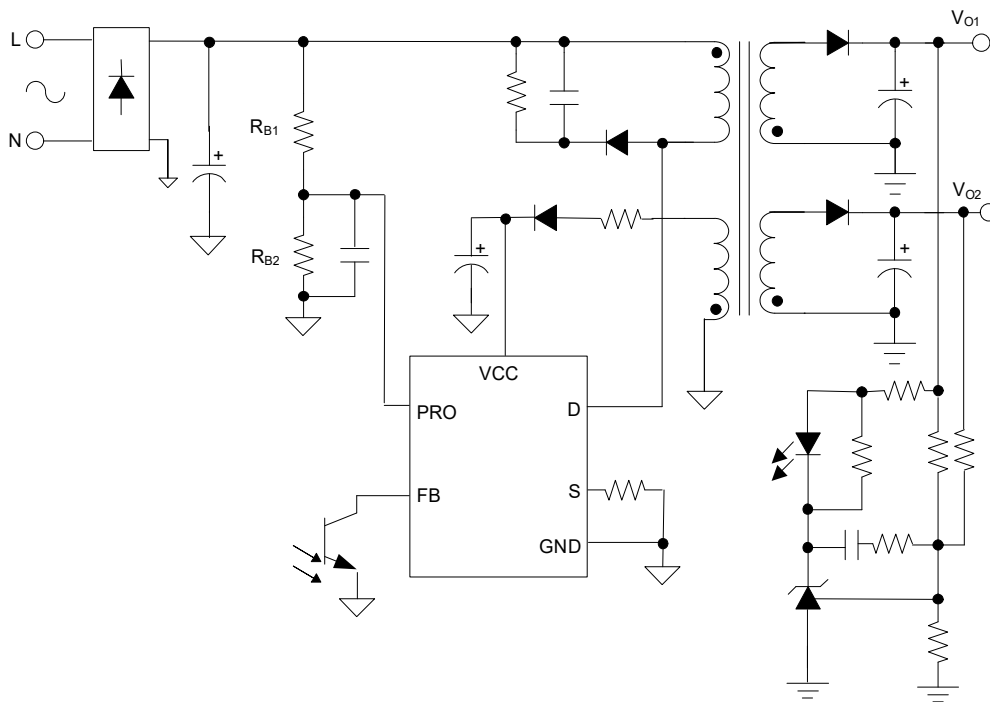 L
N
R_B1
R_B2
V_O1
V_O2
VCC
PRO
D
FB
S
GND
+
+
+
+